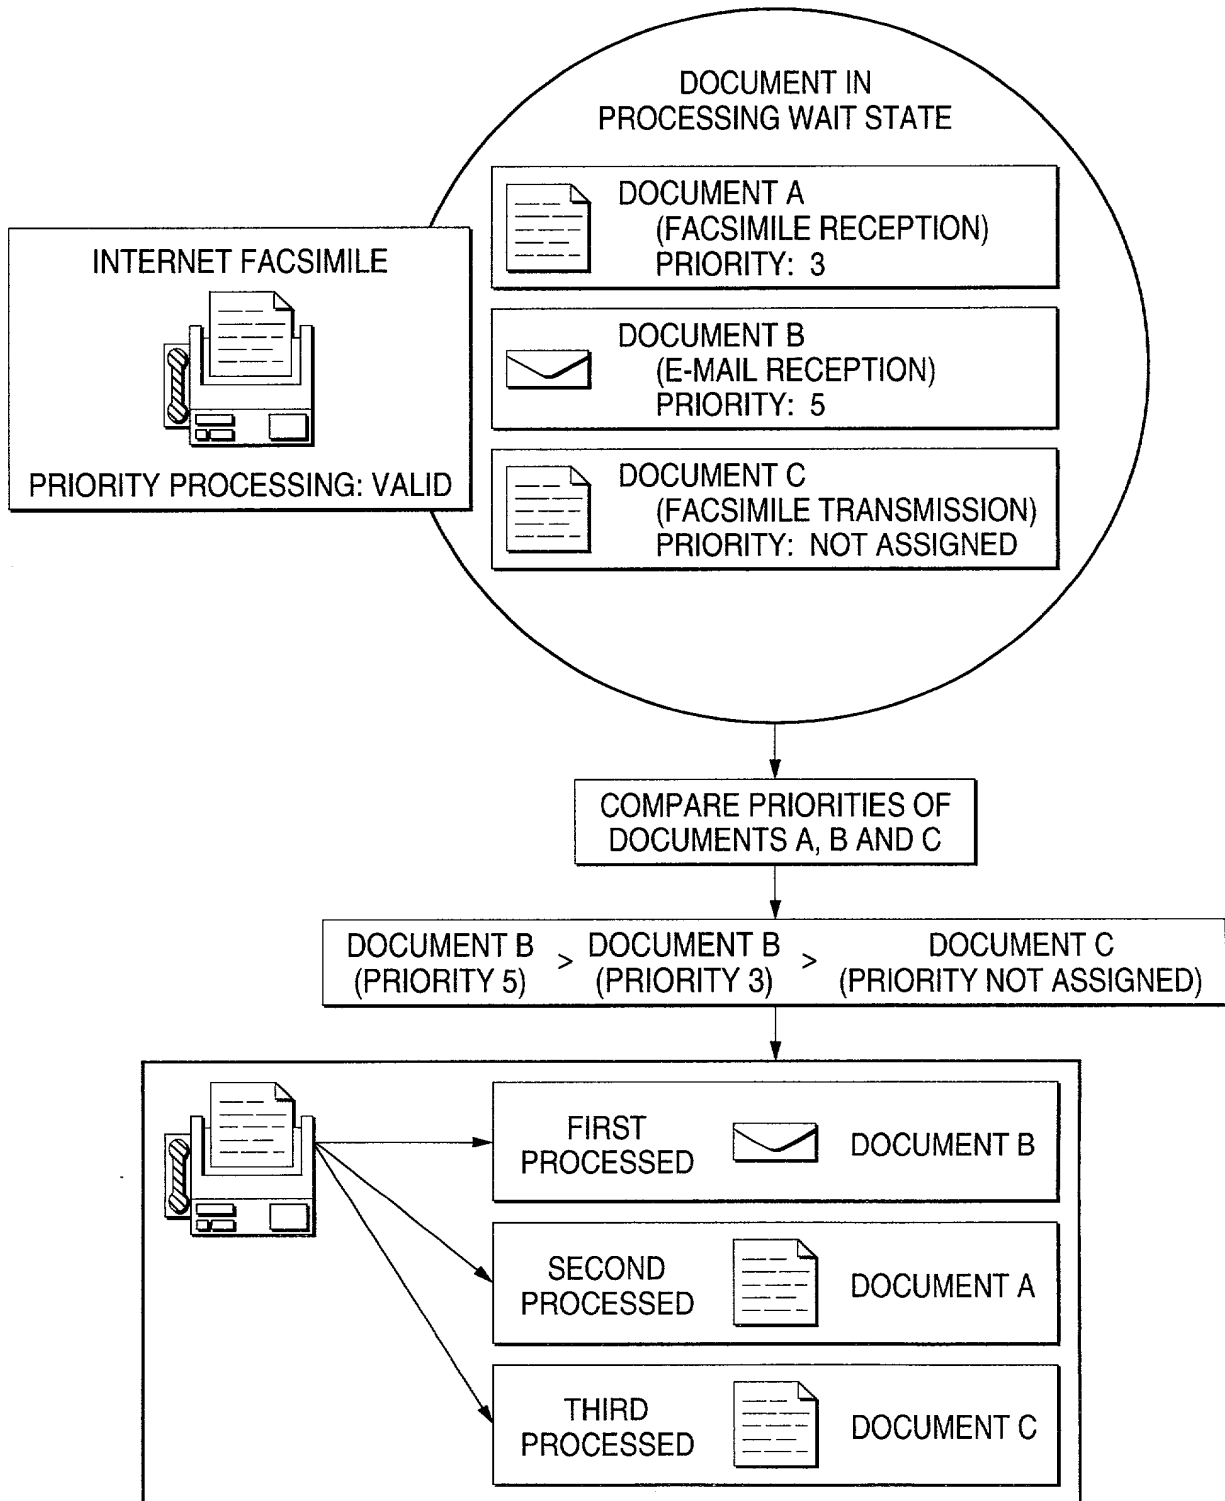 DOCUMENT IN
PROCESSING WAIT STATE
DOCUMENT A
(FACSIMILE RECEPTION)
PRIORITY: 3
INTERNET FACSIMILE
PRIORITY PROCESSING: VALID
DOCUMENT B
(E-MAIL RECEPTION)
PRIORITY: 5
DOCUMENT C
(FACSIMILE TRANSMISSION)
PRIORITY: NOT ASSIGNED
COMPARE PRIORITIES OF
DOCUMENTS A, B AND C
DOCUMENT B > DOCUMENT B > DOCUMENT C
(PRIORITY 5) (PRIORITY 3) (PRIORITY NOT ASSIGNED)
FIRST
PROCESSED
DOCUMENT B
SECOND
PROCESSED
DOCUMENT A
THIRD
PROCESSED
DOCUMENT C